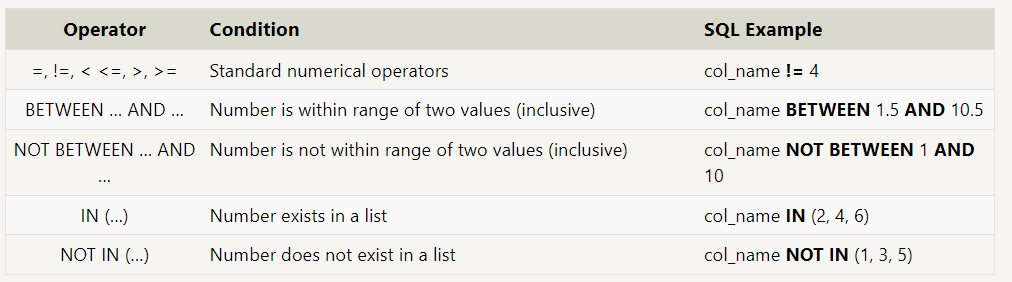 Operator Condition SQL Example
=, !=, < <=, >, >= Standard numerical operators col_name != 4
BETWEEN … AND … Number is within range of two values (inclusive) col_name BETWEEN 1.5 AND 10.5
NOT BETWEEN … AND Number is not within range of two values (inclusive) col_name NOT BETWEEN 1 AND
… 10
IN (…) Number exists in a list col_name IN (2, 4, 6)
NOT IN (…) Number does not exist in a list col_name NOT IN (1, 3, 5)